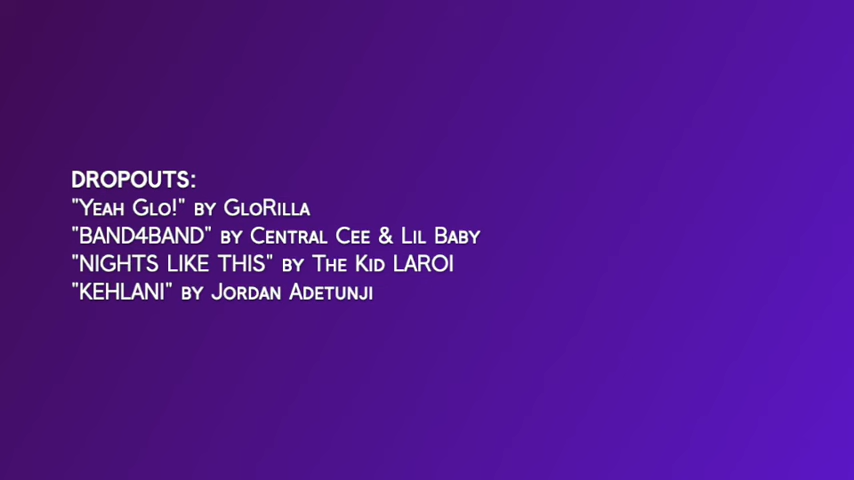 DROPOUTS:
"Yeah Glo!" by GloRilla
"BAND4BAND" by Central Cee & Lil Baby
"NIGHTS LIKE THIS" by The Kid LAROI
"KEHLANI" by Jordan Adetunji